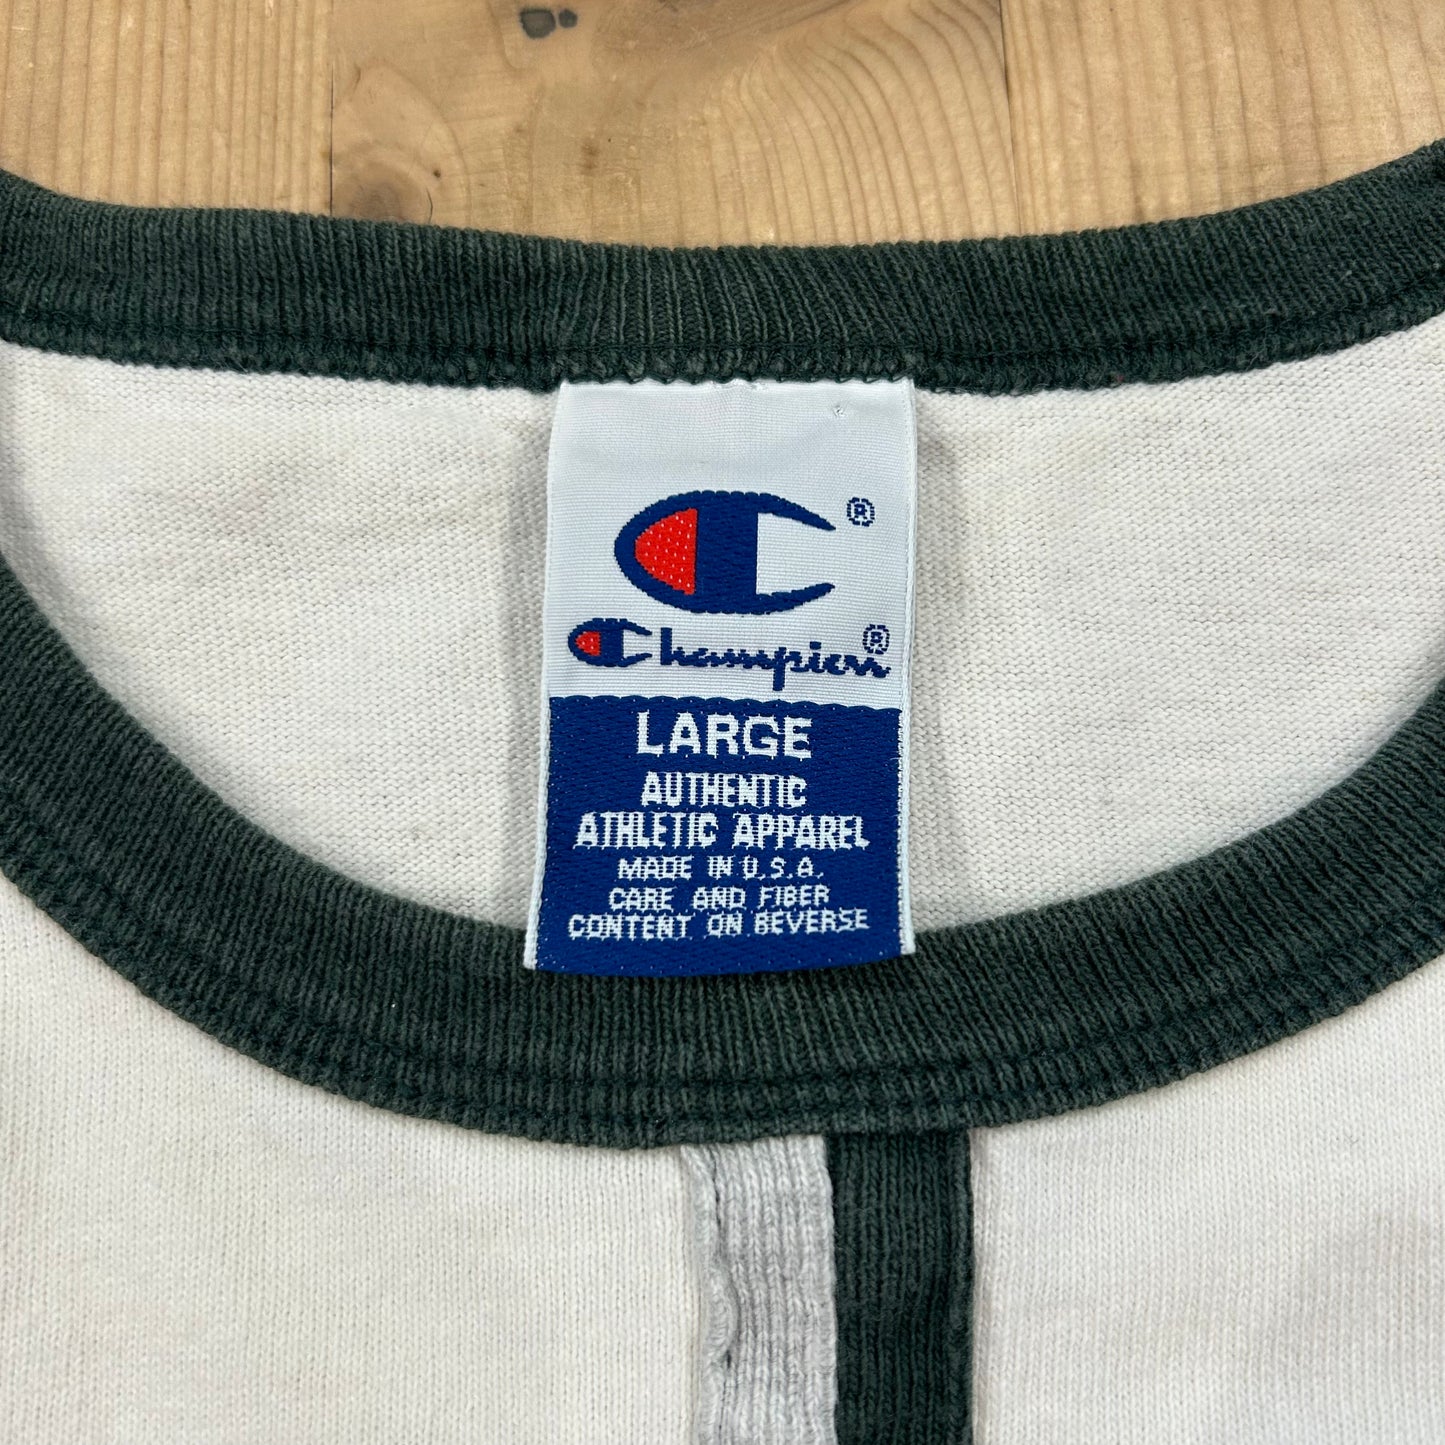 ®
Champion®
LARGE
AUTHENTIC
ATHLETIC APPAREL
MADE IN U.S.A.
CARE AND FIBER
CONTENT ON REVERSE